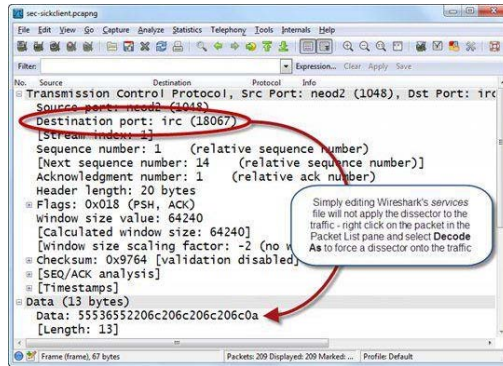 sec-sickclient.pcapng
File Edit View Go Capture Analyze Statistics Telephony Tools Internals Help
Filter: Expression... Clear Apply Save
No. Source Destination Protocol Info
Transmission Control Protocol, Src Port: neod2 (1048), Dst Port: irc
Source port: neod2 (1048)
Destination port: irc (18067)
[Stream index: 1]
Sequence number: 1 (relative sequence number)
[Next sequence number: 14 (relative sequence number)]
Acknowledgment number: 1 (relative ack number)
Header length: 20 bytes
Flags: 0x018 (PSH, ACK)
Window size value: 64240
[Calculated window size: 64240]
[Window size scaling factor: -2 (no w
Checksum: 0x9764 [validation disabled]
[SEQ/ACK analysis]
[Timestamps]
Simply editing Wireshark's services
file will not apply the dissector to the
traffic - right click on the packet in the
Packet List pane and select Decode
As to force a dissector onto the traffic
Data (13 bytes)
Data: 55536552206c206c206c206c0a
[Length: 13]
Frame (frame), 67 bytes
Packets: 209 Displayed: 209 Marked: ...
Profile: Default